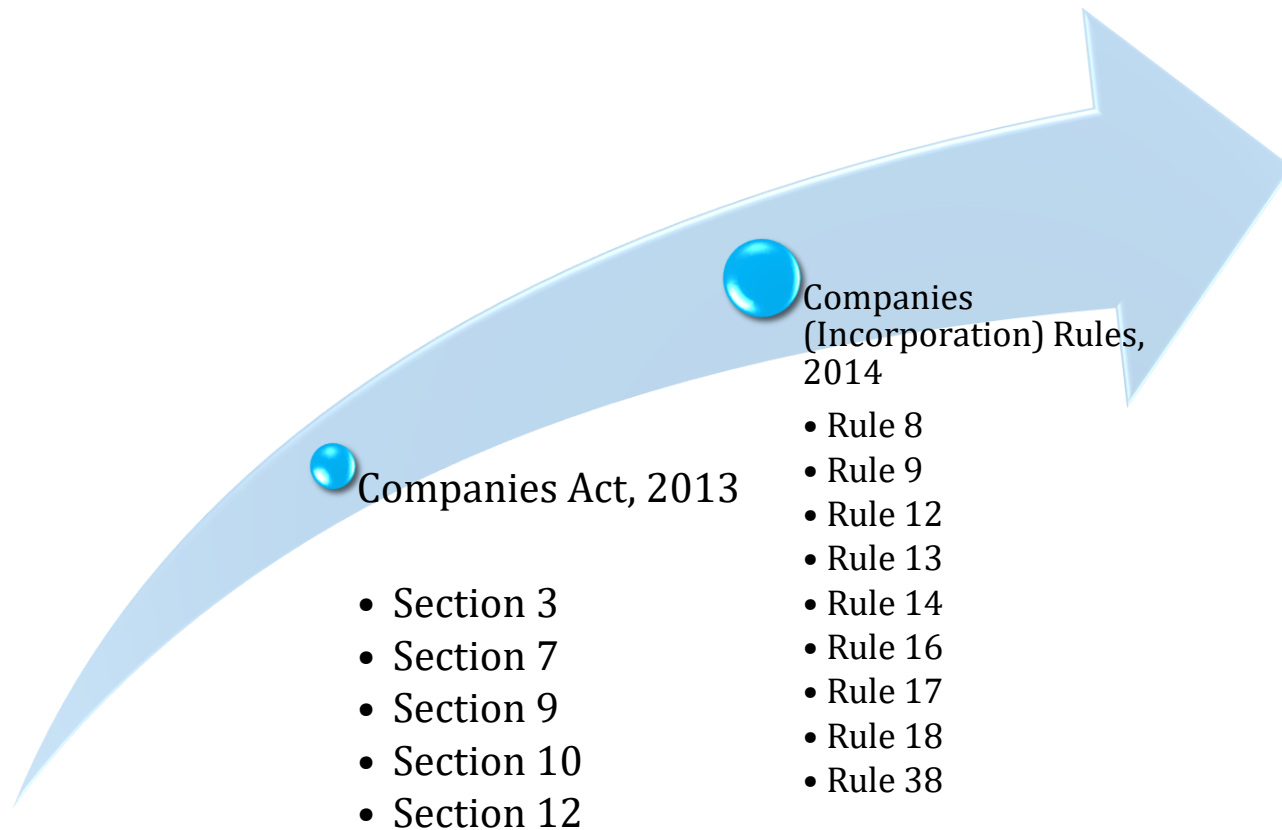 Companies Act, 2013
• Section 3
• Section 7
• Section 9
• Section 10
• Section 12
Companies
(Incorporation) Rules,
2014
• Rule 8
• Rule 9
• Rule 12
• Rule 13
• Rule 14
• Rule 16
• Rule 17
• Rule 18
• Rule 38